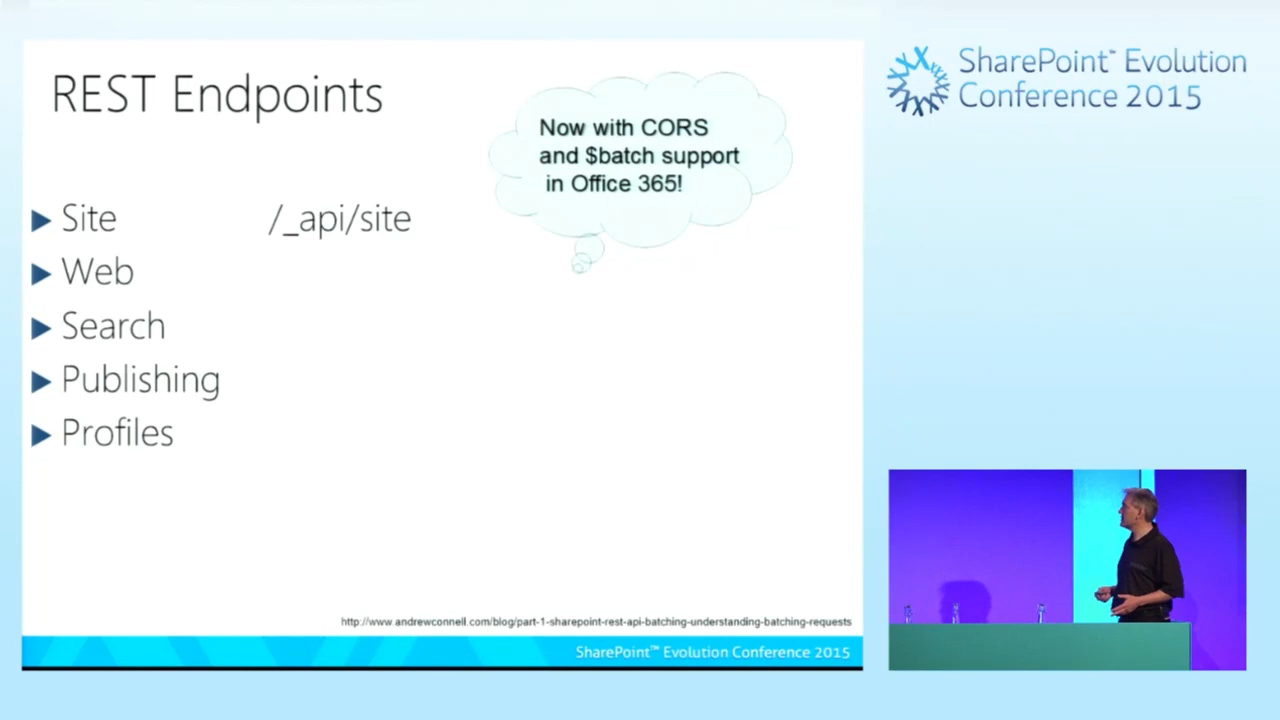 REST Endpoints
Now with CORS
and $batch support
in Office 365!
Site /_api/site
Web
Search
Publishing
Profiles
http://www.andrewconnell.com/blog/part-1-sharepoint-rest-api-batching-understanding-batching-requests
SharePoint™ Evolution Conference 2015
SharePoint™ Evolution
Conference 2015